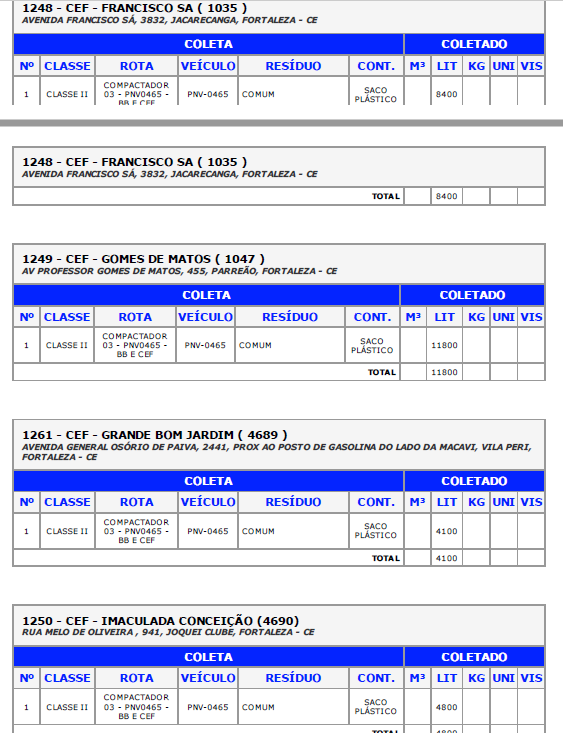 1248 - CEF - FRANCISCO SA ( 1035 )
AVENIDA FRANCISCO SÁ, 3832, JACARECANGA, FORTALEZA - CE
COLETA COLETADO
Nº CLASSE ROTA VEÍCULO RESÍDUO CONT. M³ LIT KG UNI VIS
1 CLASSE II COMPACTADOR 03 - PNV0465 - BB E CEF PNV-0465 COMUM SACO PLÁSTICO 8400
1248 - CEF - FRANCISCO SA ( 1035 )
AVENIDA FRANCISCO SÁ, 3832, JACARECANGA, FORTALEZA - CE
TOTAL 8400
1249 - CEF - GOMES DE MATOS ( 1047 )
AV PROFESSOR GOMES DE MATOS, 455, PARREÃO, FORTALEZA - CE
COLETA COLETADO
Nº CLASSE ROTA VEÍCULO RESÍDUO CONT. M³ LIT KG UNI VIS
1 CLASSE II COMPACTADOR 03 - PNV0465 - BB E CEF PNV-0465 COMUM SACO PLÁSTICO 11800
TOTAL 11800
1261 - CEF - GRANDE BOM JARDIM ( 4689 )
AVENIDA GENERAL OSÓRIO DE PAIVA, 2441, PROX AO POSTO DE GASOLINA DO LADO DA MACAVI, VILA PERI,
FORTALEZA - CE
COLETA COLETADO
Nº CLASSE ROTA VEÍCULO RESÍDUO CONT. M³ LIT KG UNI VIS
1 CLASSE II COMPACTADOR 03 - PNV0465 - BB E CEF PNV-0465 COMUM SACO PLÁSTICO 4100
TOTAL 4100
1250 - CEF - IMACULADA CONCEIÇÃO (4690)
RUA MELO DE OLIVEIRA , 941, JOQUEI CLUBE, FORTALEZA - CE
COLETA COLETADO
Nº CLASSE ROTA VEÍCULO RESÍDUO CONT. M³ LIT KG UNI VIS
1 CLASSE II COMPACTADOR 03 - PNV0465 - BB E CEF PNV-0465 COMUM SACO PLÁSTICO 4800
TOTAL 4800